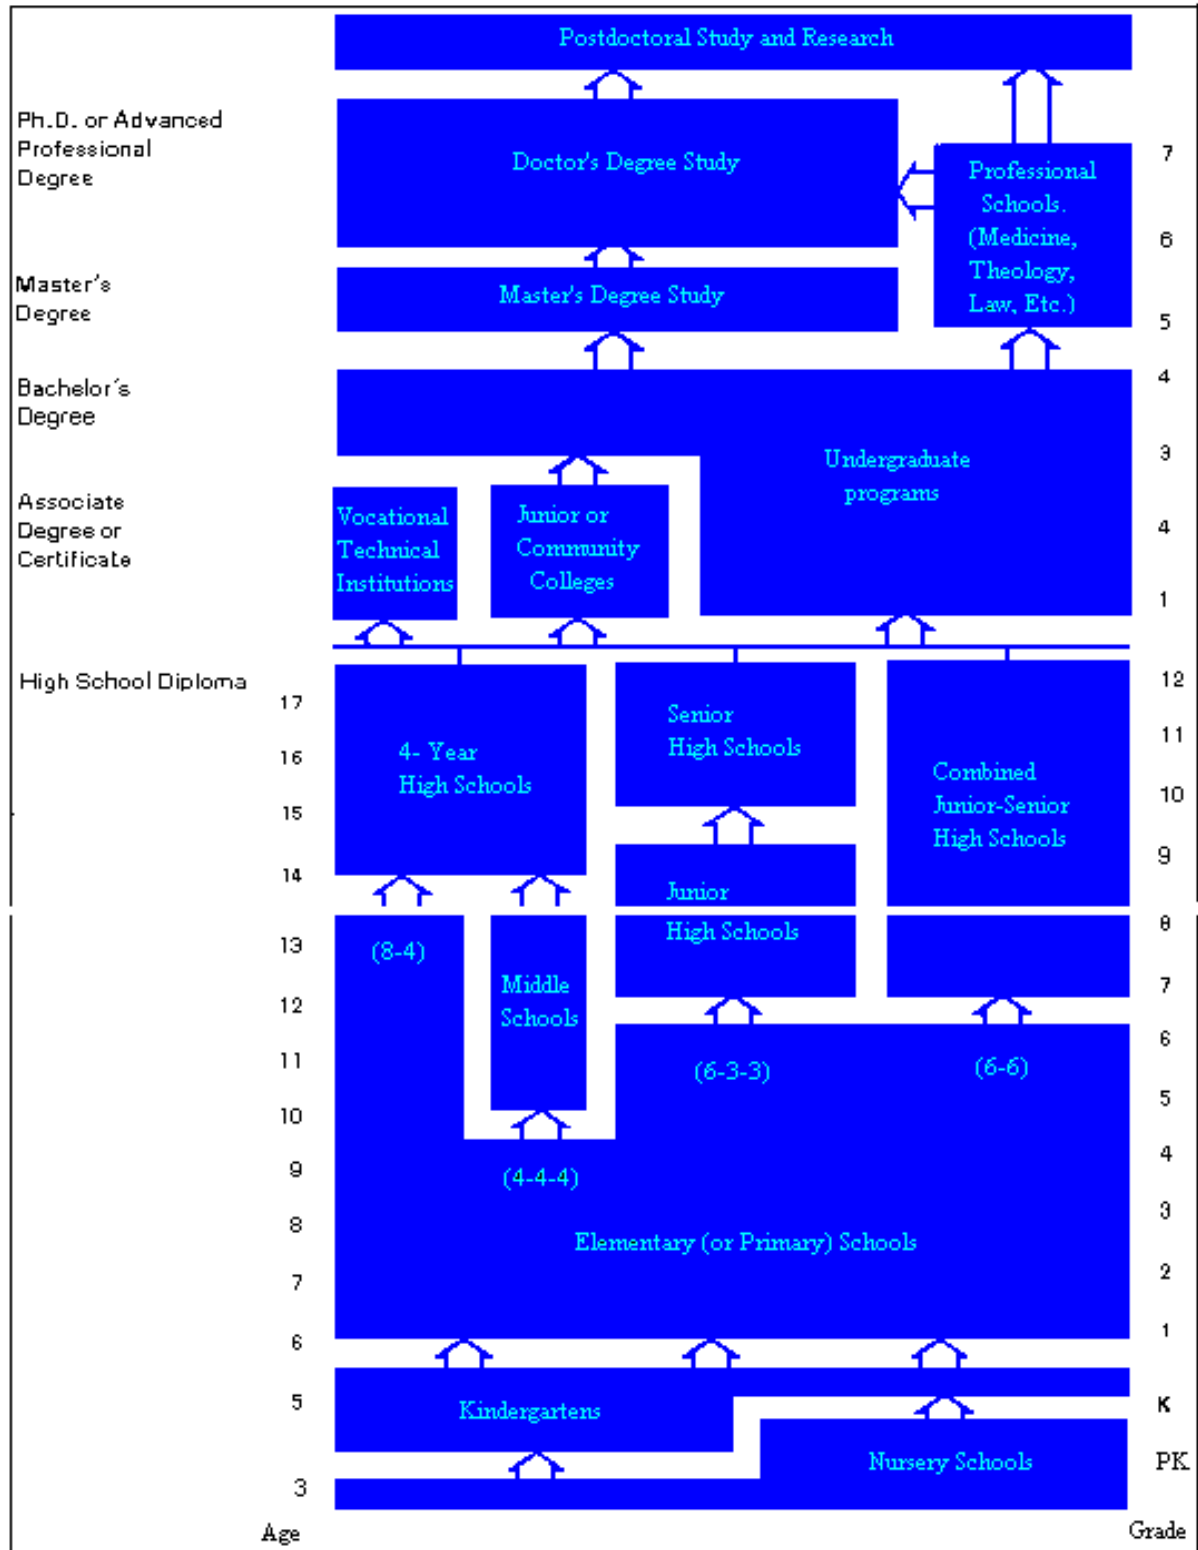 Postdoctoral Study and Research
Ph.D. or Advanced
Professional
Degree
Doctor's Degree Study
Professional
Schools.
(Medicine,
Theology,
Law, Etc.)
7
6
5
Master's
Degree
Master's Degree Study
Bachelor's
Degree
4
3
Undergraduate
programs
Associate
Degree or
Certificate
Vocational
Technical
Institutions
Junior or
Community
Colleges
4
1
High School Diploma
17
16
15
14
4- Year
High Schools
Senior
High Schools
Combined
Junior-Senior
High Schools
12
11
10
9
Junior
High Schools
8
7
13
12
11
10
9
8
7
6
(8-4)
Middle
Schools
(6-3-3)
(6-6)
6
5
4
3
2
1
(4-4-4)
Elementary (or Primary) Schools
5
Kindergartens
K
Nursery Schools
PK
3
Age
Grade